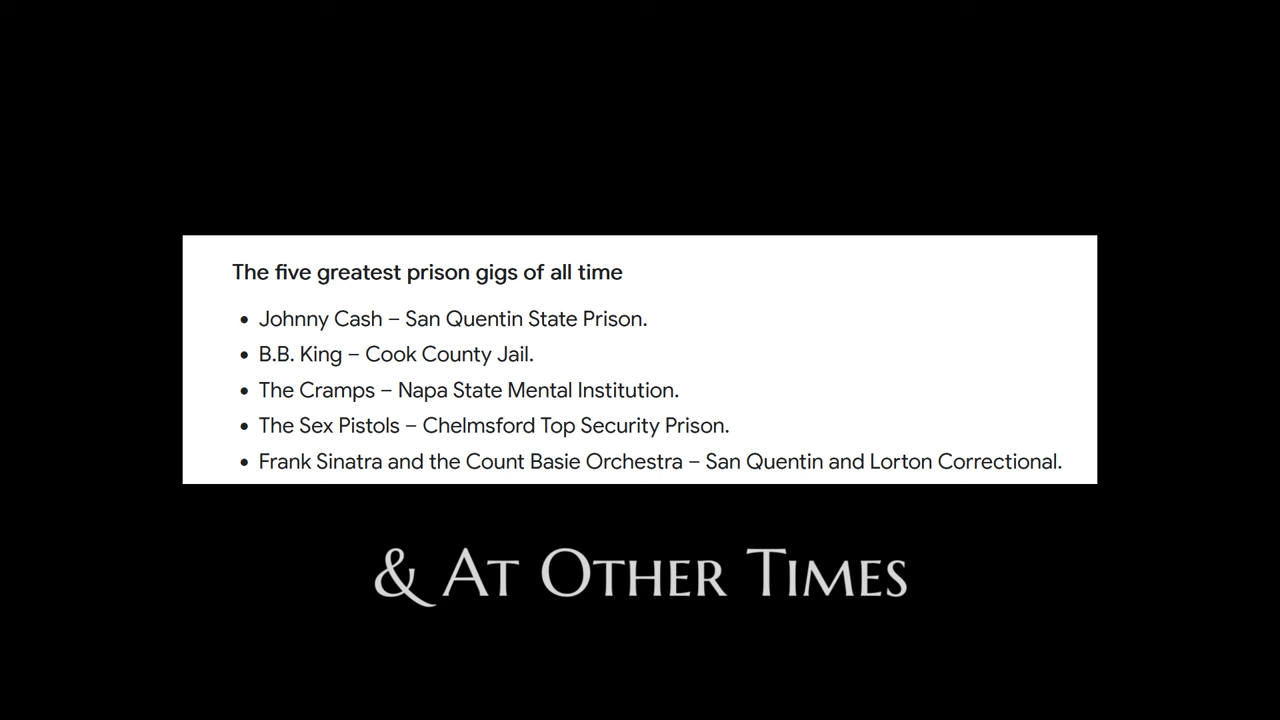 The five greatest prison gigs of all time
• Johnny Cash – San Quentin State Prison.
• B.B. King – Cook County Jail.
• The Cramps – Napa State Mental Institution.
• The Sex Pistols – Chelmsford Top Security Prison.
• Frank Sinatra and the Count Basie Orchestra – San Quentin and Lorton Correctional.
& At Other Times